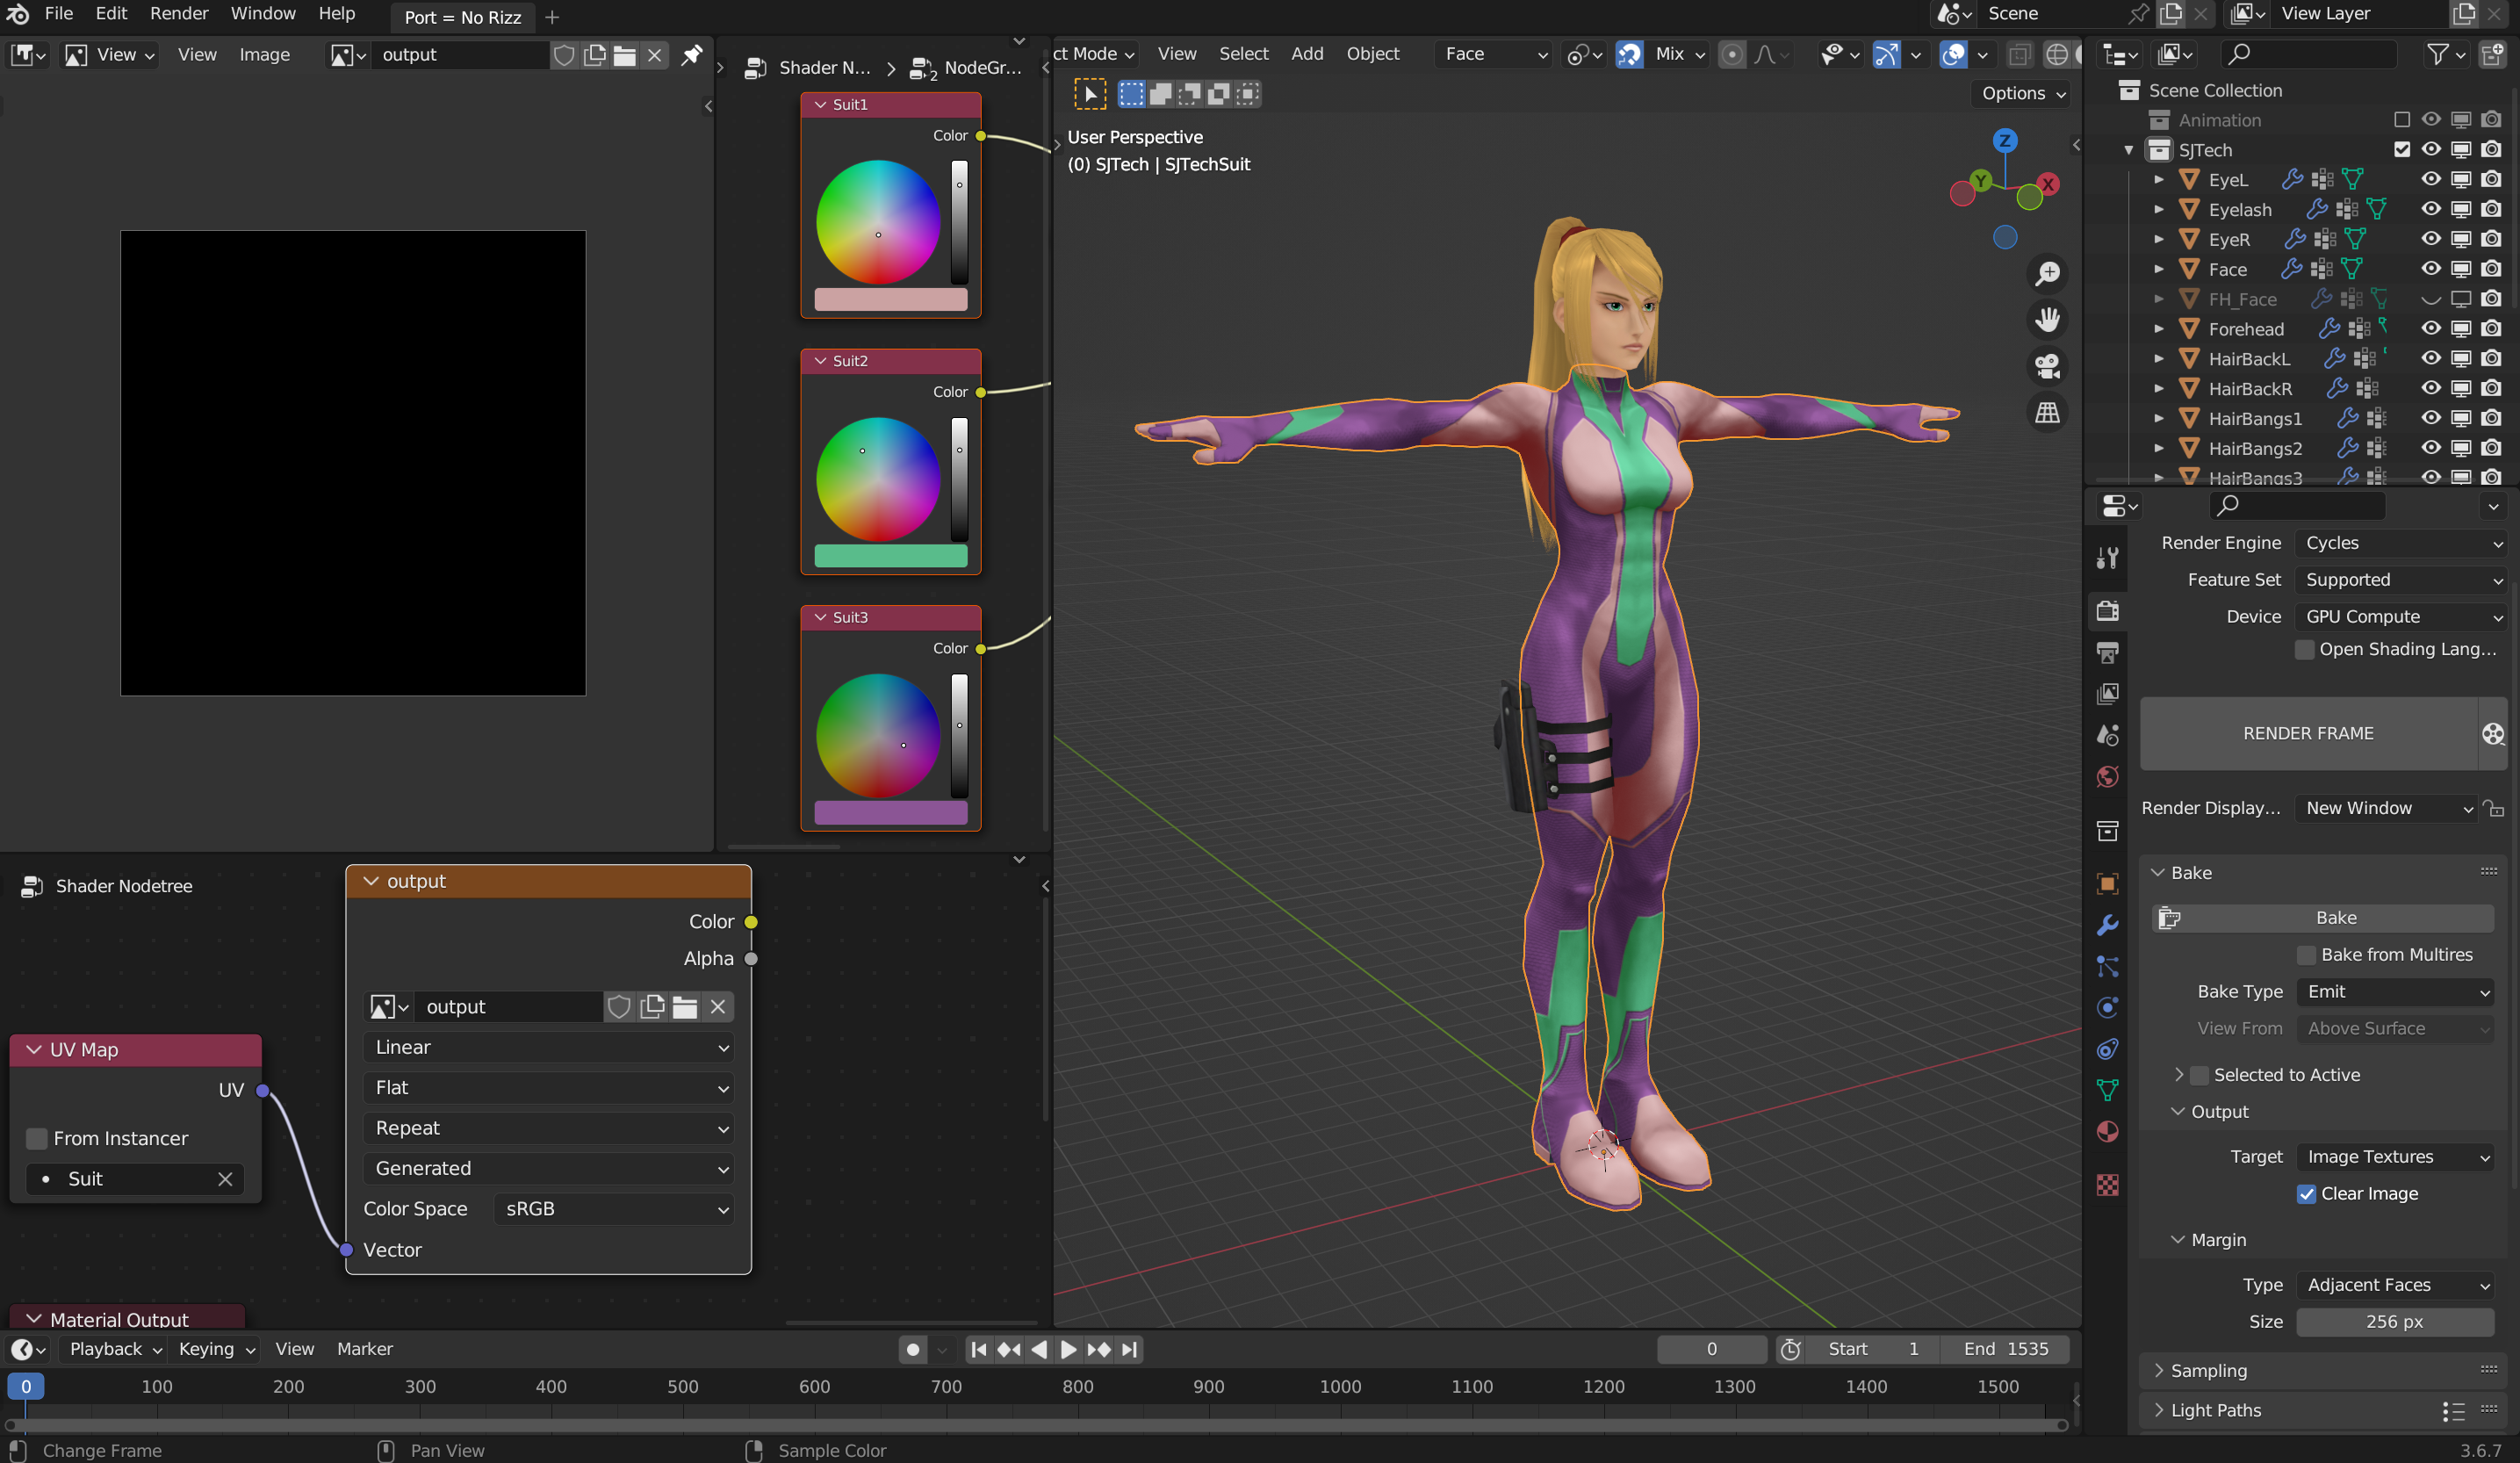 File Edit Render Window Help Port = No Rizz Scene View Layer
View View Image output
Shader N... NodeGr...
ct Mode View Select Add Object Face Mix
Options
User Perspective
(0) SJTech | SJTechSuit
Z
Y
X
Suit1
Color
Suit2
Color
Suit3
Color
Scene Collection
Animation
SJTech
EyeL
Eyelash
EyeR
Face
FH_Face
Forehead
HairBackL
HairBackR
HairBangs1
HairBangs2
HairBangs3
Render Engine Cycles
Feature Set Supported
Device GPU Compute
Open Shading Lang...
RENDER FRAME
Render Display... New Window
Bake
Bake
Bake from Multires
Bake Type Emit
View From Above Surface
Selected to Active
Output
Target Image Textures
Clear Image
Margin
Type Adjacent Faces
Size 256 px
Sampling
Light Paths
Shader Nodetree
output
Color
Alpha
output
Linear
Flat
Repeat
Generated
Color Space sRGB
Vector
UV Map
UV
From Instancer
Suit
Material Output
Playback Keying View Marker 0 Start 1 End 1535
0 100 200 300 400 500 600 700 800 900 1000 1100 1200 1300 1400 1500
Change Frame Pan View Sample Color 3.6.7